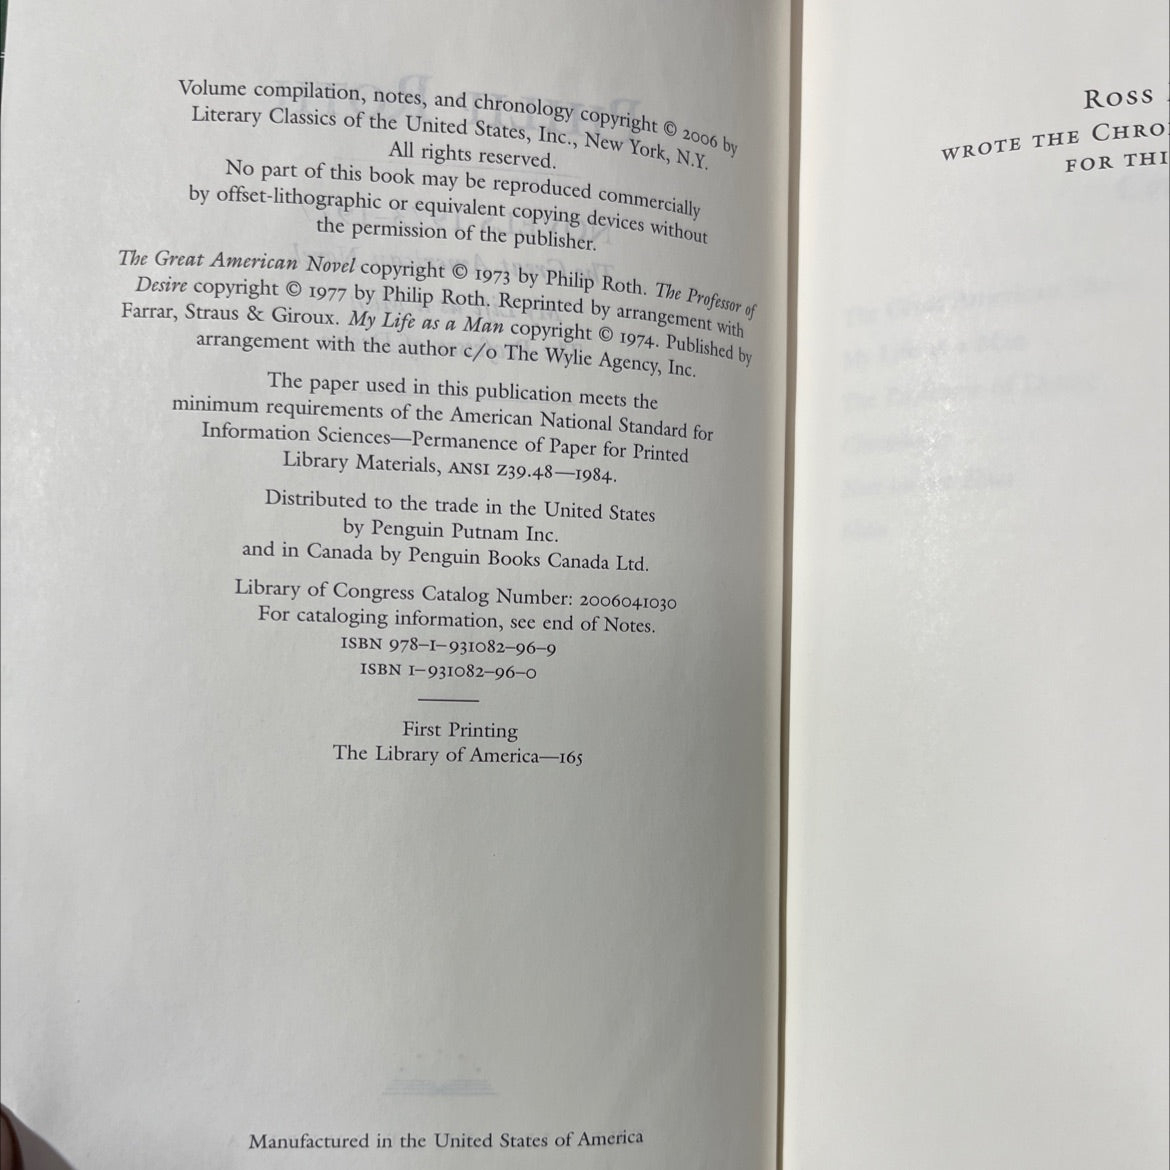 Volume compilation, notes, and chronology copyright © 2006 by
Literary Classics of the United States, Inc., New York, N.Y.
All rights reserved.
No part of this book may be reproduced commercially
by offset-lithographic or equivalent copying devices without
the permission of the publisher.
The Great American Novel copyright © 1973 by Philip Roth. The Professor of
Desire copyright © 1977 by Philip Roth. Reprinted by arrangement with
Farrar, Straus & Giroux. My Life as a Man copyright © 1974. Published by
arrangement with the author c/o The Wylie Agency, Inc.
The paper used in this publication meets the
minimum requirements of the American National Standard for
Information Sciences—Permanence of Paper for Printed
Library Materials, ANSI Z39.48—1984.
Distributed to the trade in the United States
by Penguin Putnam Inc.
and in Canada by Penguin Books Canada Ltd.
Library of Congress Catalog Number: 2006041030
For cataloging information, see end of Notes.
ISBN 978–1–931082–96–9
ISBN 1–931082–96–0
First Printing
The Library of America—165
Manufactured in the United States of America
ROSS
WROTE THE CHRO
FOR THI